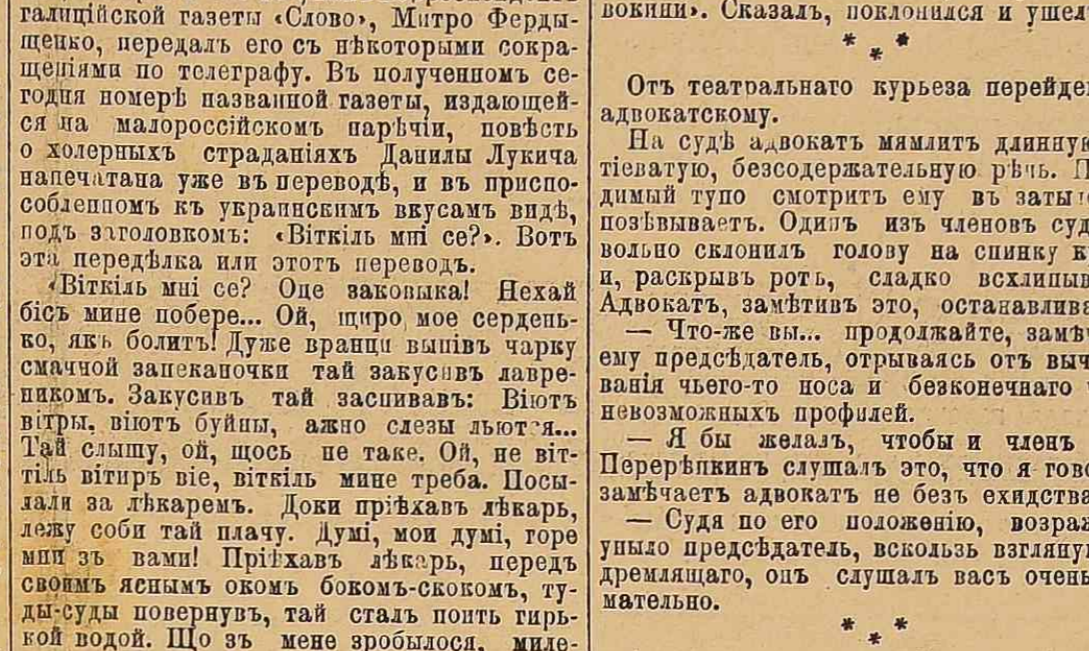 галиційской газеты «Слово», Митро Ферды-
щенко, передалъ его съ нѣкоторыми сокра-
щеніями по телеграфу. Въ полученномъ се-
годня номерѣ названной газеты, издающей-
ся на малороссійскомъ нарѣчіи, повѣсть
о холерныхъ страданіяхъ Данилы Лукича
напечатана уже въ переводѣ, и въ приспо-
собленномъ къ украинскимъ вкусамъ видѣ,
подъ заголовкомъ: «Віткіль мні се?». Вотъ
эта передѣлка или этотъ переводъ.
«Віткіль мні се? Оце заковыка! Нехай
бісъ мине побере... Ой, щиро мое сердень-
ко, якъ болитъ! Дуже вранци выпівъ чарку
смачной запеканочки тай закусивъ лавре-
никомъ. Закусивъ тай заспивавъ: Віютъ
вітры, віютъ буйны, ажно слезы льются...
Тай слышу, ой, щось не таке. Ой, не віт-
тіль вітиръ віе, віткіль мине треба. Посы-
лали за лѣкаремъ. Доки пріѣхавъ лѣкарь,
лежу соби тай плачу. Думі, мои думі, горе
мни зъ вами! Пріѣхавъ лѣкарь, передъ
своимъ яснымъ окомъ бокомъ-скокомъ, ту-
ды-суды повернувъ, тай сталъ поить гирь-
кой водой. Що зъ мене зробылося, миле-
вокини». Сказалъ, поклонился и ушелъ
* * *
Отъ театральнаго курьеза перейде
адвокатскому.
На судѣ адвокатъ мямлитъ длинную
тіеватую, безсодержательную рѣчь. П
димый тупо смотритъ ему въ заты
позѣвываетъ. Одинъ изъ членовъ суд
вольно склонилъ голову на спинку к
и, раскрывъ ротъ, сладко всхлипы
Адвокатъ, замѣтивъ это, останавлив
— Что-же вы... продолжайте, замѣ
ему предсѣдатель, отрываясь отъ выч
ванія чьего-то носа и безконечнаго
невозможныхъ профилей.
— Я бы желалъ, чтобы и членъ
Перерѣпкинъ слушалъ это, что я гово
замѣчаетъ адвокатъ не безъ ехидства
— Судя по его положенію, возраж
уныло предсѣдатель, вскользь взгляну
дремлящаго, онъ слушалъ васъ очень
мательно.
* * *